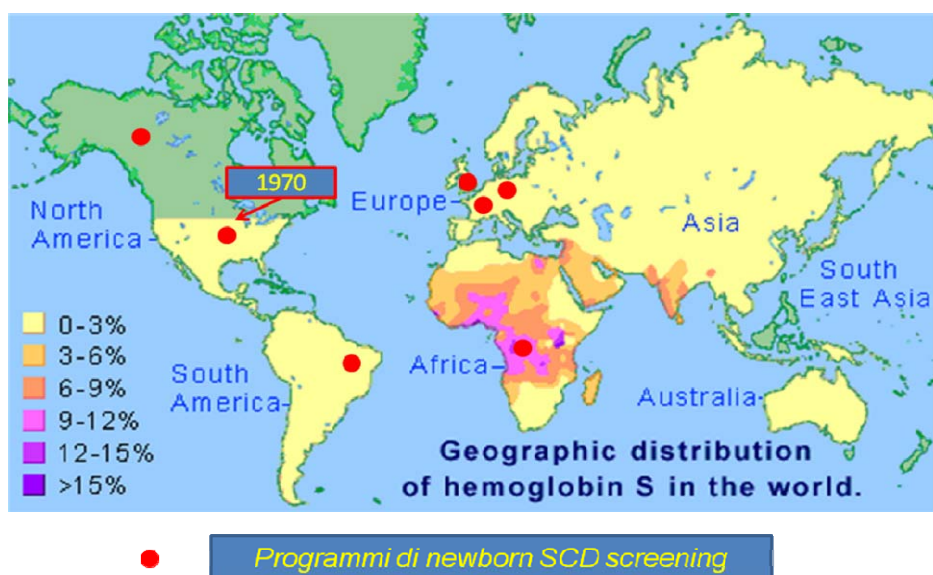 1970
North
America
Europe
Asia
South
East Asia
0-3%
3-6%
6-9%
9-12%
12-15%
>15%
South
America
Africa
Australia
Geographic distribution
of hemoglobin S in the world.
Programmi di newborn SCD screening